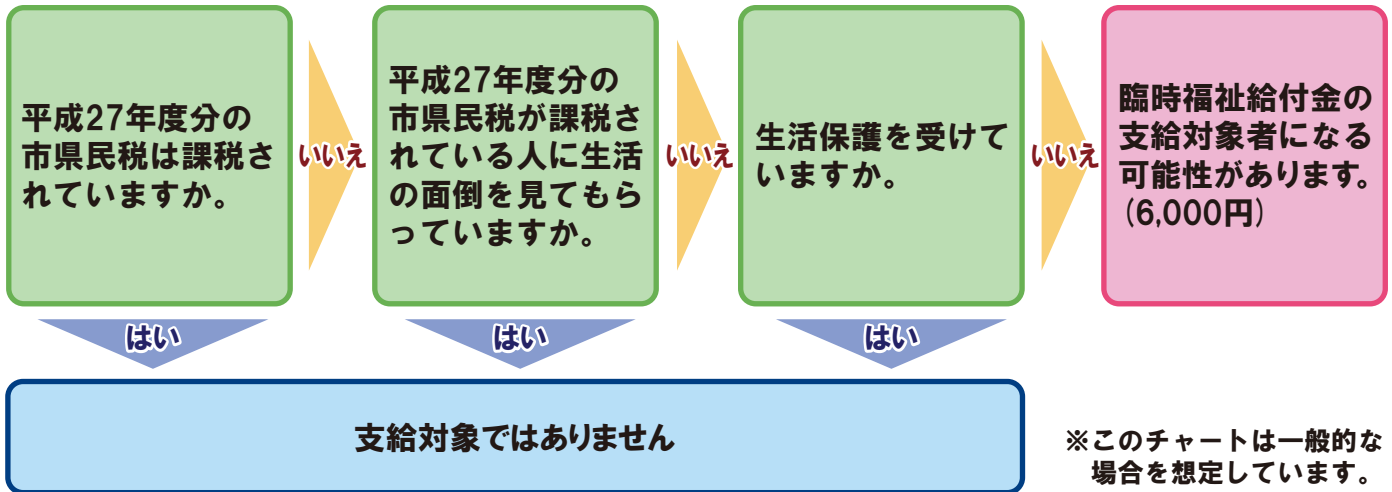 平成27年度分の
市県民税は課税さ
れていますか。
いいえ
平成27年度分の
市県民税が課税さ
れている人に生活
の面倒を見てもら
っていますか。
いいえ
生活保護を受けて
いますか。
いいえ
臨時福祉給付金の
支給対象者になる
可能性があります。
(6,000円)
はい
はい
はい
支給対象ではありません
※このチャートは一般的な
場合を想定しています。